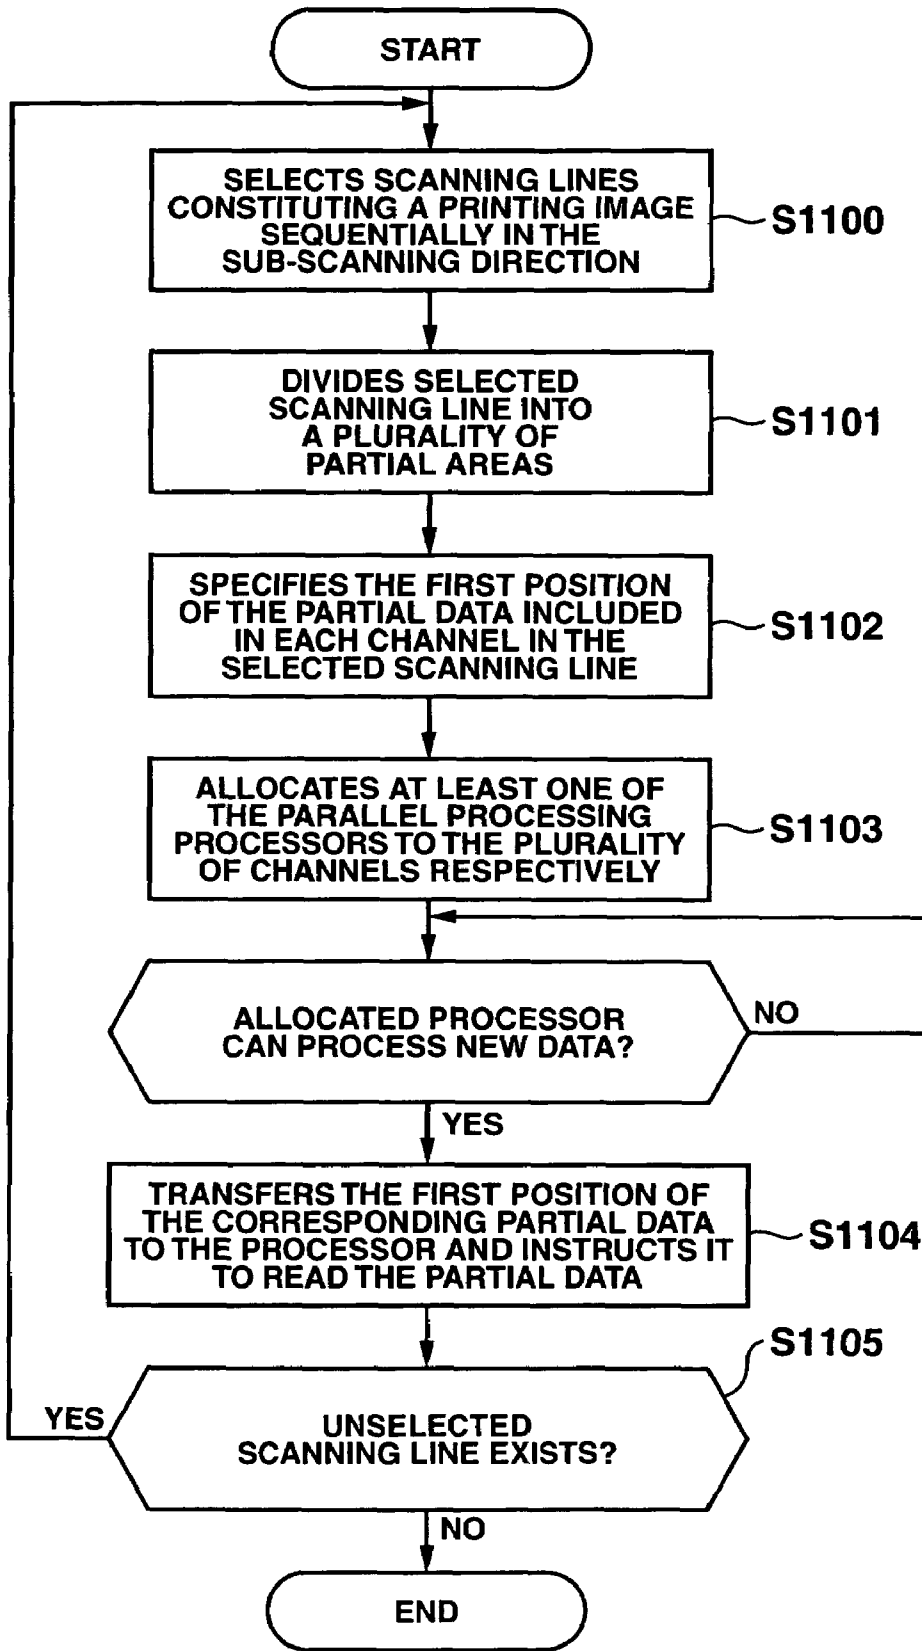 START
SELECTS SCANNING LINES
CONSTITUTING A PRINTING IMAGE
SEQUENTIALLY IN THE
SUB-SCANNING DIRECTION
S1100
DIVIDES SELECTED
SCANNING LINE INTO
A PLURALITY OF
PARTIAL AREAS
S1101
SPECIFIES THE FIRST POSITION
OF THE PARTIAL DATA INCLUDED
IN EACH CHANNEL IN THE
SELECTED SCANNING LINE
S1102
ALLOCATES AT LEAST ONE OF
THE PARALLEL PROCESSING
PROCESSORS TO THE PLURALITY
OF CHANNELS RESPECTIVELY
S1103
ALLOCATED PROCESSOR
CAN PROCESS NEW DATA?
NO
YES
TRANSFERS THE FIRST POSITION OF
THE CORRESPONDING PARTIAL DATA
TO THE PROCESSOR AND INSTRUCTS IT
TO READ THE PARTIAL DATA
S1104
S1105
YES
UNSELECTED
SCANNING LINE EXISTS?
NO
END